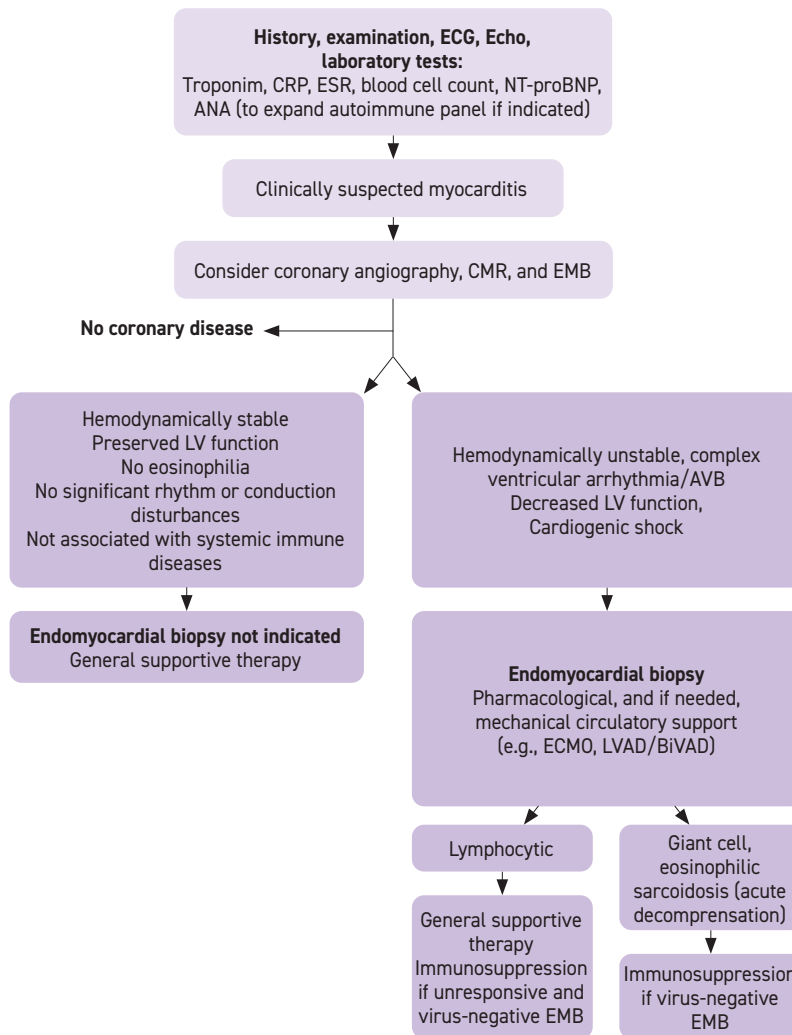 History, examination, ECG, Echo,
laboratory tests:
Troponim, CRP, ESR, blood cell count, NT-proBNP,
ANA (to expand autoimmune panel if indicated)
Clinically suspected myocarditis
Consider coronary angiography, CMR, and EMB
No coronary disease
Hemodynamically stable
Preserved LV function
No eosinophilia
No significant rhythm or conduction
disturbances
Not associated with systemic immune
diseases
Hemodynamically unstable, complex
ventricular arrhythmia/AVB
Decreased LV function,
Cardiogenic shock
Endomyocardial biopsy not indicated
General supportive therapy
Endomyocardial biopsy
Pharmacological, and if needed,
mechanical circulatory support
(e.g., ECMO, LVAD/BiVAD)
Lymphocytic
Giant cell,
eosinophilic
sarcoidosis (acute
decomprensation)
General supportive
therapy
Immunosuppression
if unresponsive and
virus-negative EMB
Immunosuppression
if virus-negative
EMB